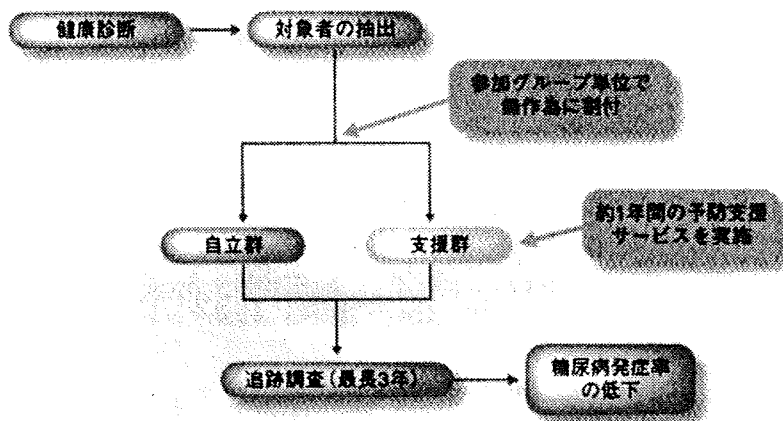 健康診断
対象者の抽出
参加グループ単位で
無作為に割付
自立群
支援群
約1年間の予防支援
サービスを実施
追跡調査(最長3年)
糖尿病発症率
の低下